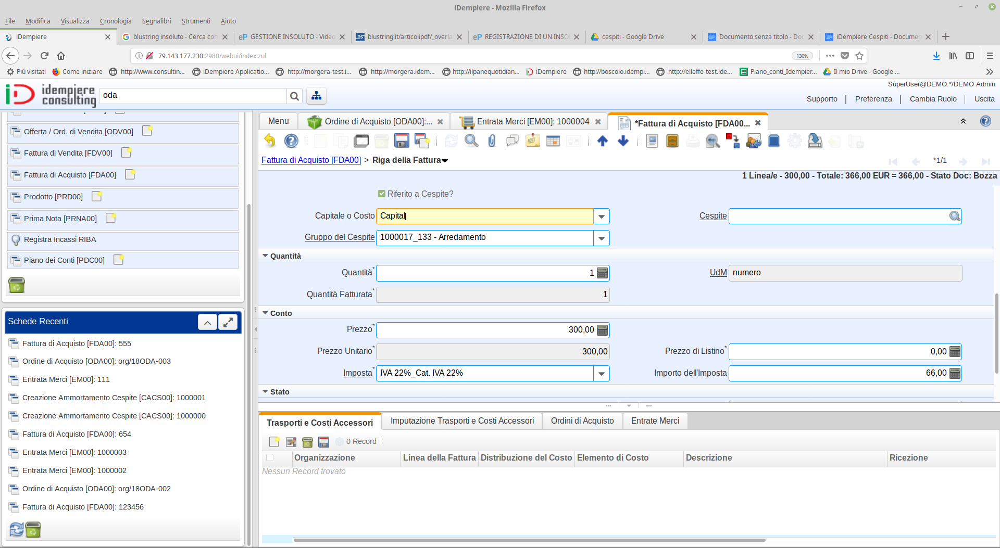 iDempiere - Mozilla Firefox
File Modifica Visualizza Cronologia Segnalibri Strumenti Aiuto
iDempiere
blustring insoluto - Cerca con
GESTIONE INSOLUTO - Video
blustring.it/articolipdf/_overla
REGISTRAZIONE DI UN INSO
cespiti - Google Drive
Documento senza titolo - Doc
iDempiere Cespiti - Documen
79.143.177.230:2980/webui/index.zul
130%
Più visitati
Come iniziare
http://www.consultin...
iDempiere Applicatio...
http://morgera-test.i...
http://morgera.idem...
http://ilpanequotidian...
iDempiere
http://boscolo.idempi...
http://elleffe-test.ide...
Piano_conti_Idempier...
Il mio Drive - Google ...
idempiere consulting
oda
SuperUser@DEMO.*/DEMO Admin
Supporto | Preferenza | Cambia Ruolo | Uscita
Offerta / Ord. di Vendita [ODV00]
Fattura di Vendita [FDV00]
Fattura di Acquisto [FDA00]
Prodotto [PRD00]
Prima Nota [PRNA00]
Registra Incassi RIBA
Piano dei Conti [PDC00]
Schede Recenti
Fattura di Acquisto [FDA00]: 555
Ordine di Acquisto [ODA00]: org/18ODA-003
Entrata Merci [EM00]: 111
Creazione Ammortamento Cespite [CACS00]: 1000001
Creazione Ammortamento Cespite [CACS00]: 1000000
Fattura di Acquisto [FDA00]: 654
Entrata Merci [EM00]: 1000003
Entrata Merci [EM00]: 1000002
Ordine di Acquisto [ODA00]: org/18ODA-002
Fattura di Acquisto [FDA00]: 123456
Menu
Ordine di Acquisto [ODA00]:...
Entrata Merci [EM00]: 1000004
*Fattura di Acquisto [FDA00...
Fattura di Acquisto [FDA00] > Riga della Fattura
*1/1
1 Linea/e - 300,00 - Totale: 366,00 EUR = 366,00 - Stato Doc: Bozza
Riferito a Cespite?
Capitale o Costo Capital
Cespite
Gruppo del Cespite 1000017_133 - Arredamento
Quantità
Quantità* 1
UdM numero
Quantità Fatturata* 1
Conto
Prezzo* 300,00
Prezzo Unitario* 300,00
Prezzo di Listino* 0,00
Imposta* IVA 22%_Cat. IVA 22%
Importo dell'Imposta 66,00
Stato
Trasporti e Costi Accessori
Imputazione Trasporti e Costi Accessori
Ordini di Acquisto
Entrate Merci
0 Record
Organizzazione Linea della Fattura Distribuzione del Costo Elemento di Costo Descrizione Ricezione
Nessun Record trovato